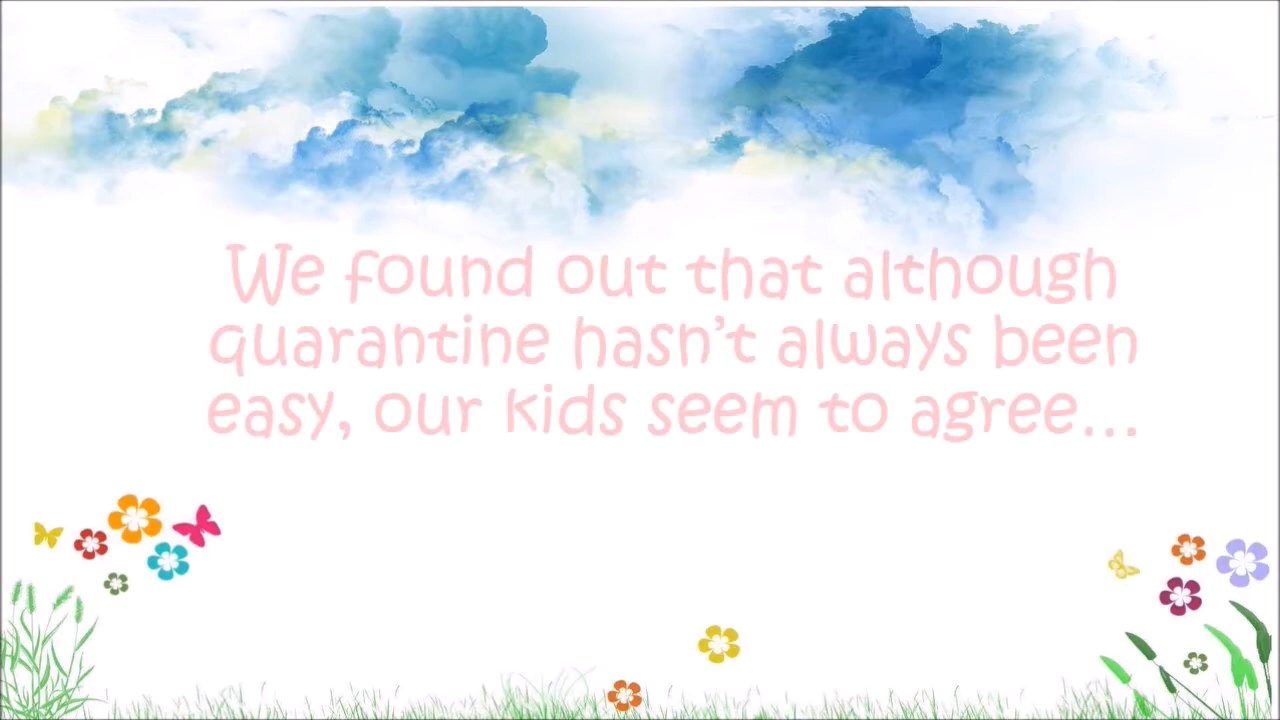 We found out that although
quarantine hasn’t always been
easy, our kids seem to agree...